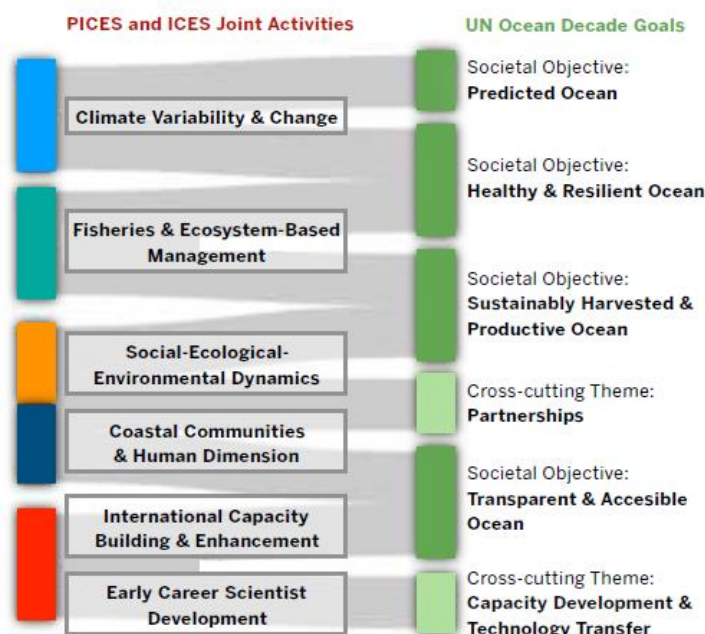 PICES and ICES Joint Activities
UN Ocean Decade Goals
Climate Variability & Change
Fisheries & Ecosystem-Based
Management
Social-Ecological-
Environmental Dynamics
Coastal Communities
& Human Dimension
International Capacity
Building & Enhancement
Early Career Scientist
Development
Societal Objective:
Predicted Ocean
Societal Objective:
Healthy & Resilient Ocean
Societal Objective:
Sustainably Harvested &
Productive Ocean
Cross-cutting Theme:
Partnerships
Societal Objective:
Transparent & Accesible
Ocean
Cross-cutting Theme:
Capacity Development &
Technology Transfer